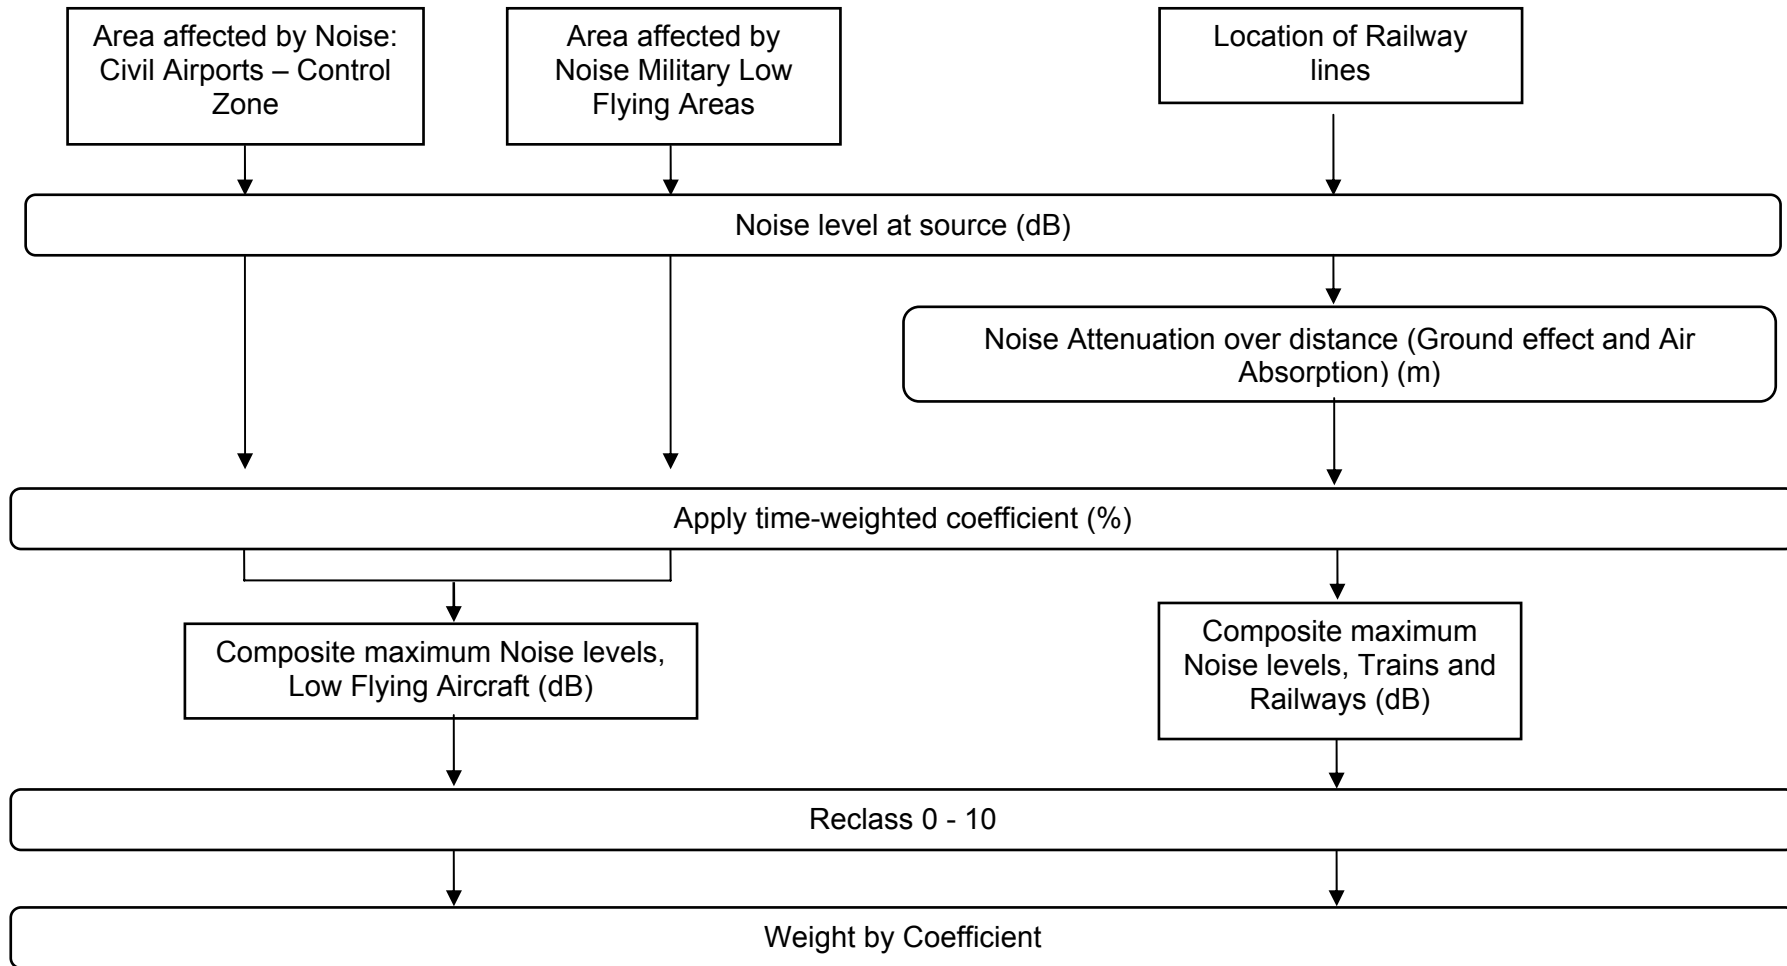 Area affected by Noise:
Civil Airports – Control
Zone
Area affected by
Noise Military Low
Flying Areas
Location of Railway
lines
Noise level at source (dB)
Noise Attenuation over distance (Ground effect and Air
Absorption) (m)
Apply time-weighted coefficient (%)
Composite maximum Noise levels,
Low Flying Aircraft (dB)
Composite maximum
Noise levels, Trains and
Railways (dB)
Reclass 0 - 10
Weight by Coefficient